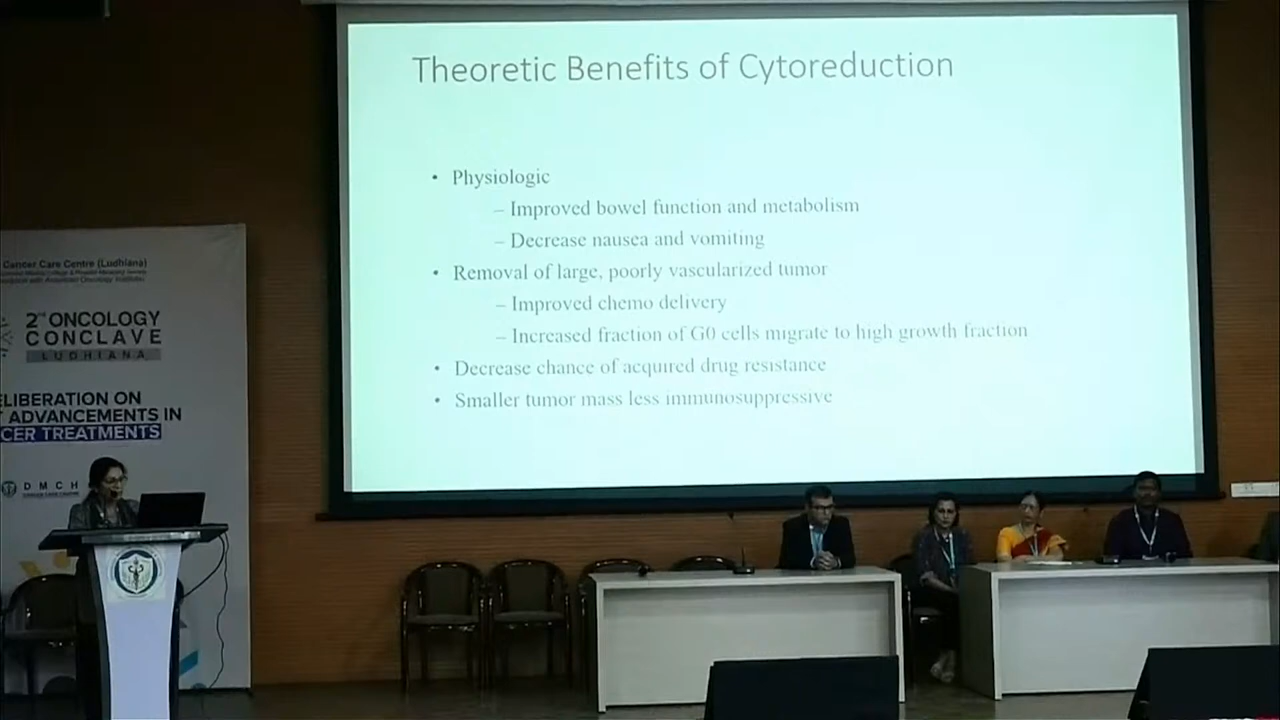 Theoretic Benefits of Cytoreduction
• Physiologic
– Improved bowel function and metabolism
– Decrease nausea and vomiting
• Removal of large, poorly vascularized tumor
– Improved chemo delivery
– Increased fraction of G0 cells migrate to high growth fraction
• Decrease chance of acquired drug resistance
• Smaller tumor mass less immunosuppressive
Cancer Care Centre (Ludhiana)
2nd ONCOLOGY
CONCLAVE
LUDHIANA
LIBERATION ON
ADVANCEMENTS IN
CER TREATMENTS
DMCH